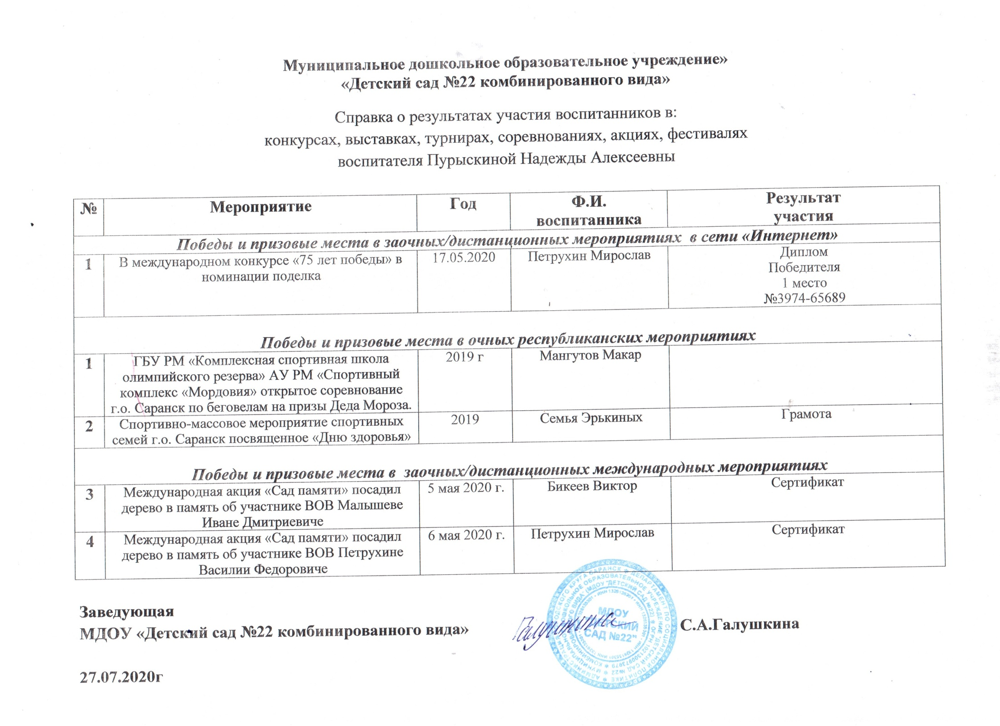 Муниципальное дошкольное образовательное учреждение»
«Детский сад №22 комбинированного вида»
Справка о результатах участия воспитанников в:
конкурсах, выставках, турнирах, соревнованиях, акциях, фестивалях
воспитателя Пурыскиной Надежды Алексеевны
№ Мероприятие Год Ф.И. воспитанника Результат участия
Победы и призовые места в заочных/дистанционных мероприятиях в сети «Интернет»
1 В международном конкурсе «75 лет победы» в 17.05.2020 Петрухин Мирослав Диплом
номинации поделка Победителя
1 место
№3974-65689
Победы и призовые места в очных республиканских мероприятиях
1 ГБУ РМ «Комплексная спортивная школа 2019 г Мангутов Макар
олимпийского резерва» АУ РМ «Спортивный
комплекс «Мордовия» открытое соревнование
г.о. Саранск по беговелам на призы Деда Мороза.
2 Спортивно-массовое мероприятие спортивных 2019 Семья Эрькиных Грамота
семей г.о. Саранск посвященное «Дню здоровья»
Победы и призовые места в заочных/дистанционных международных мероприятиях
3 Международная акция «Сад памяти» посадил 5 мая 2020 г. Бикеев Виктор Сертификат
дерево в память об участнике ВОВ Малышеве
Иване Дмитриевиче
4 Международная акция «Сад памяти» посадил 6 мая 2020 г. Петрухин Мирослав Сертификат
дерево в память об участнике ВОВ Петрухине
Василии Федоровиче
Заведующая
МДОУ «Детский сад №22 комбинированного вида» С.А.Галушкина
МДОУ
"ДЕТСКИЙ
САД №22"
27.07.2020г